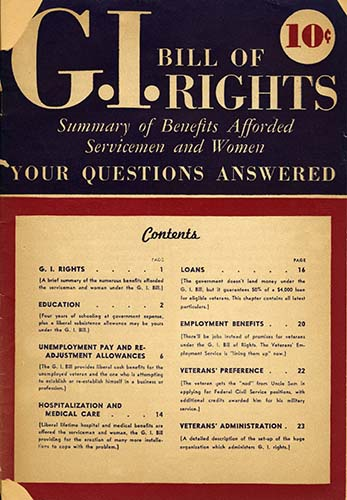 G.I. BILL OF
RIGHTS
10¢
Summary of Benefits Afforded
Servicemen and Women
YOUR QUESTIONS ANSWERED
Contents
PAGE
G. I. RIGHTS . . . . . 1
(A brief summary of the numerous benefits afforded
the serviceman and woman under the G. I. Bill.)
EDUCATION . . . . . 2
(Four years of schooling at government expense,
plus a liberal subsistence allowance may be yours
under the G. I. Bill.)
UNEMPLOYMENT PAY AND RE-
ADJUSTMENT ALLOWANCES 6
(The G. I. Bill provides liberal cash benefits for the
unemployed veteran and the one who is attempting
to establish or re-establish himself in a business or
profession.)
HOSPITALIZATION AND
MEDICAL CARE . . . 14
(Liberal lifetime hospital and medical benefits are
offered the serviceman and woman, the G. I. Bill
providing for the erection of many more installa-
tions to cope with the problem.)
PAGE
LOANS . . . . . . 16
(The government doesn't lend money under the
G. I. Bill, but it guarantees 50% of a $4,000 loan
for eligible veterans. This chapter contains all latest
particulars.)
EMPLOYMENT BENEFITS . . 20
(There'll be jobs instead of promises for veterans
under the G. I. Bill of Rights. The Veterans' Em-
ployment Service is "lining them up" now.)
VETERANS' PREFERENCE . . 22
(The veteran gets the "nod" from Uncle Sam in
applying for Federal Civil Service positions, with
additional credits awarded him for his military
service.)
VETERANS' ADMINISTRATION . 23
(A detailed description of the set-up of the huge
organization which administers G. I. rights.)